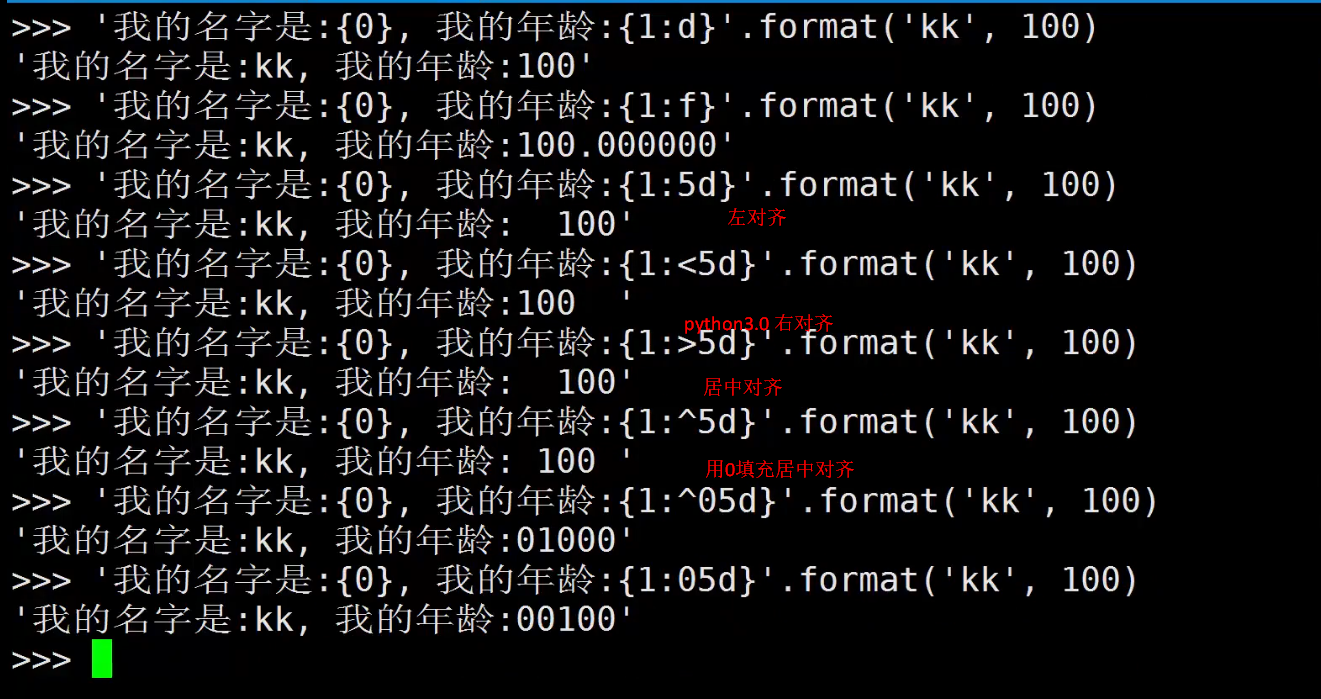 >>> '我的名字是:{0}, 我的年龄:{1:d}'.format('kk', 100)
'我的名字是:kk, 我的年龄:100'
>>> '我的名字是:{0}, 我的年龄:{1:f}'.format('kk', 100)
'我的名字是:kk, 我的年龄:100.000000'
>>> '我的名字是:{0}, 我的年龄:{1:5d}'.format('kk', 100)
'我的名字是:kk, 我的年龄:  100'
左对齐
>>> '我的名字是:{0}, 我的年龄:{1:<5d}'.format('kk', 100)
'我的名字是:kk, 我的年龄:100  '
python3.0 右对齐
>>> '我的名字是:{0}, 我的年龄:{1:>5d}'.format('kk', 100)
'我的名字是:kk, 我的年龄:  100'
居中对齐
>>> '我的名字是:{0}, 我的年龄:{1:^5d}'.format('kk', 100)
'我的名字是:kk, 我的年龄: 100 '
用0填充居中对齐
>>> '我的名字是:{0}, 我的年龄:{1:^05d}'.format('kk', 100)
'我的名字是:kk, 我的年龄:01000'
>>> '我的名字是:{0}, 我的年龄:{1:05d}'.format('kk', 100)
'我的名字是:kk, 我的年龄:00100'
>>>